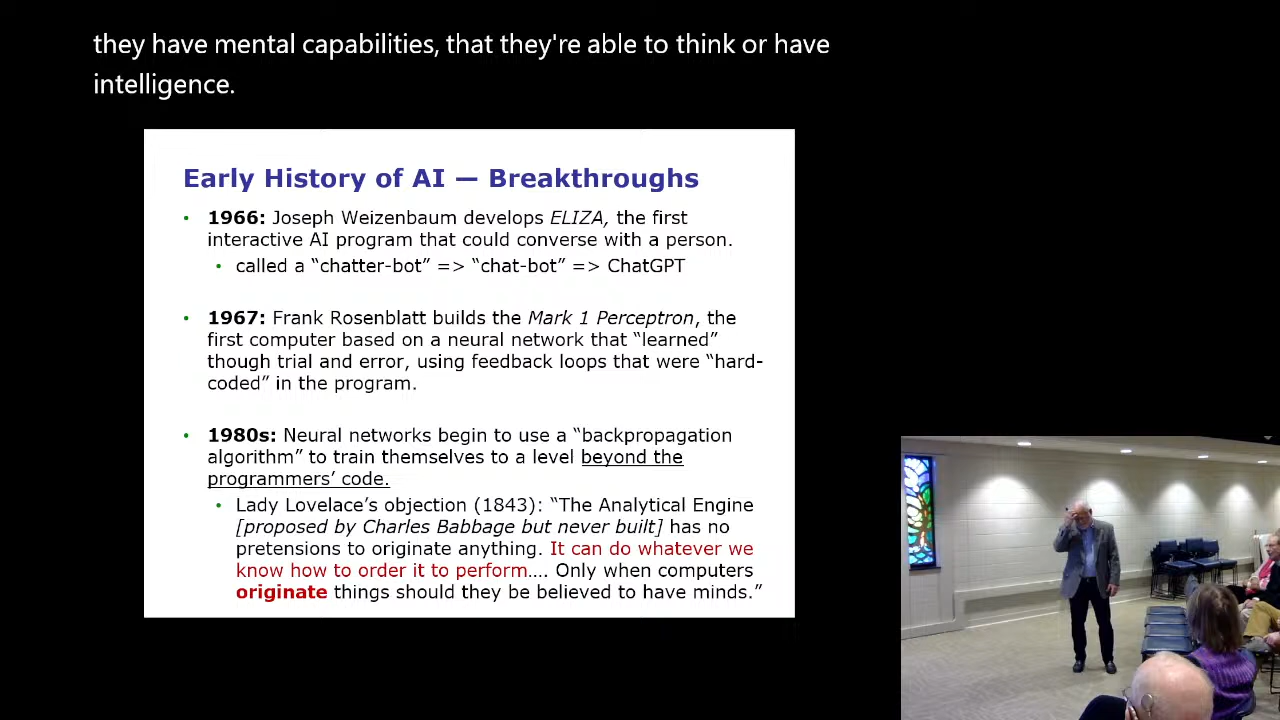 they have mental capabilities, that they're able to think or have
intelligence.
Early History of AI — Breakthroughs
• 1966: Joseph Weizenbaum develops ELIZA, the first
interactive AI program that could converse with a person.
• called a “chatter-bot” => “chat-bot” => ChatGPT
• 1967: Frank Rosenblatt builds the Mark 1 Perceptron, the
first computer based on a neural network that “learned”
though trial and error, using feedback loops that were “hard-
coded” in the program.
• 1980s: Neural networks begin to use a “backpropagation
algorithm” to train themselves to a level beyond the
programmers’ code.
• Lady Lovelace’s objection (1843): “The Analytical Engine
[proposed by Charles Babbage but never built] has no
pretensions to originate anything. It can do whatever we
know how to order it to perform…. Only when computers
originate things should they be believed to have minds.”